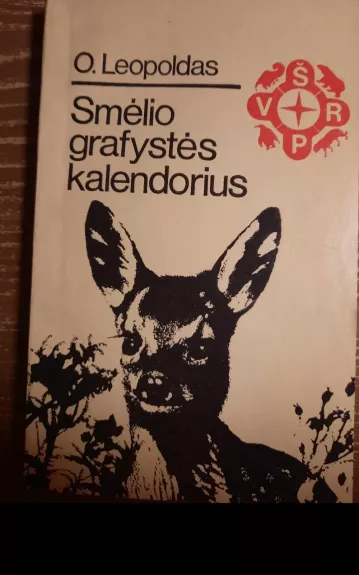 O. Leopoldas
Smėlio
grafystės
kalendorius
Š
V R
P